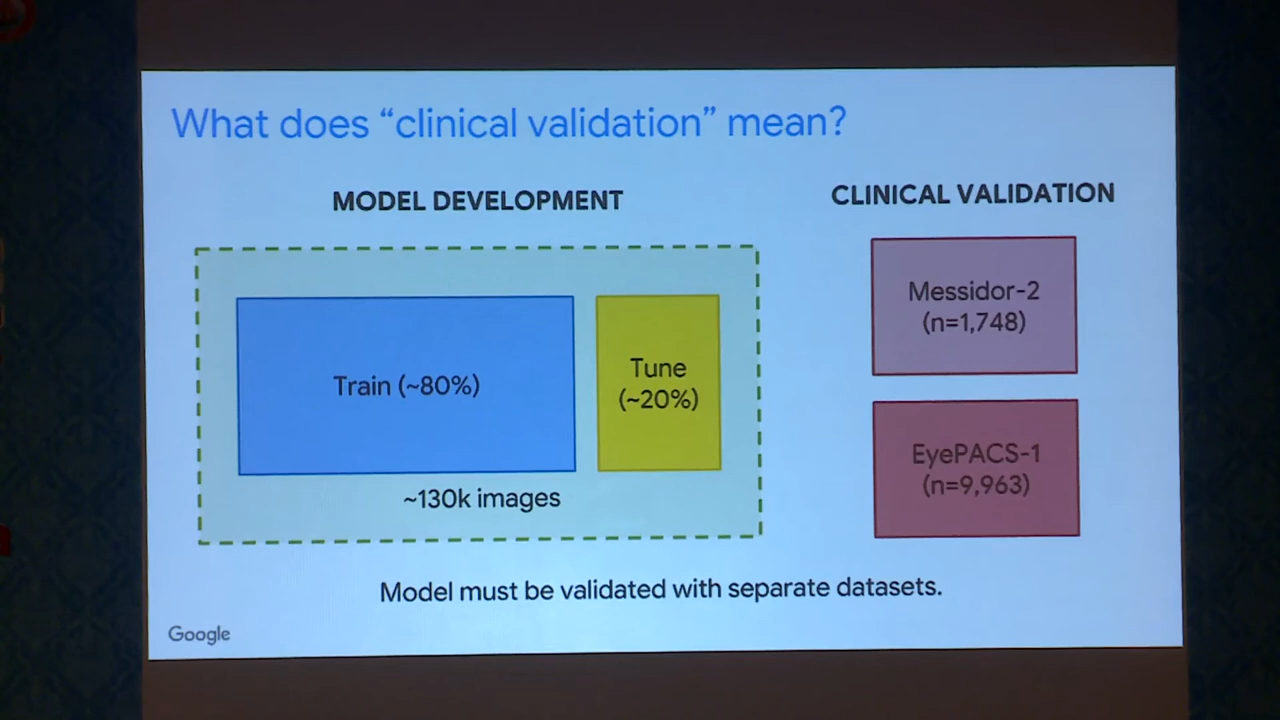 What does “clinical validation” mean?
MODEL DEVELOPMENT
CLINICAL VALIDATION
Train (~80%)
Tune
(~20%)
~130k images
Messidor-2
(n=1,748)
EyePACS-1
(n=9,963)
Model must be validated with separate datasets.
Google